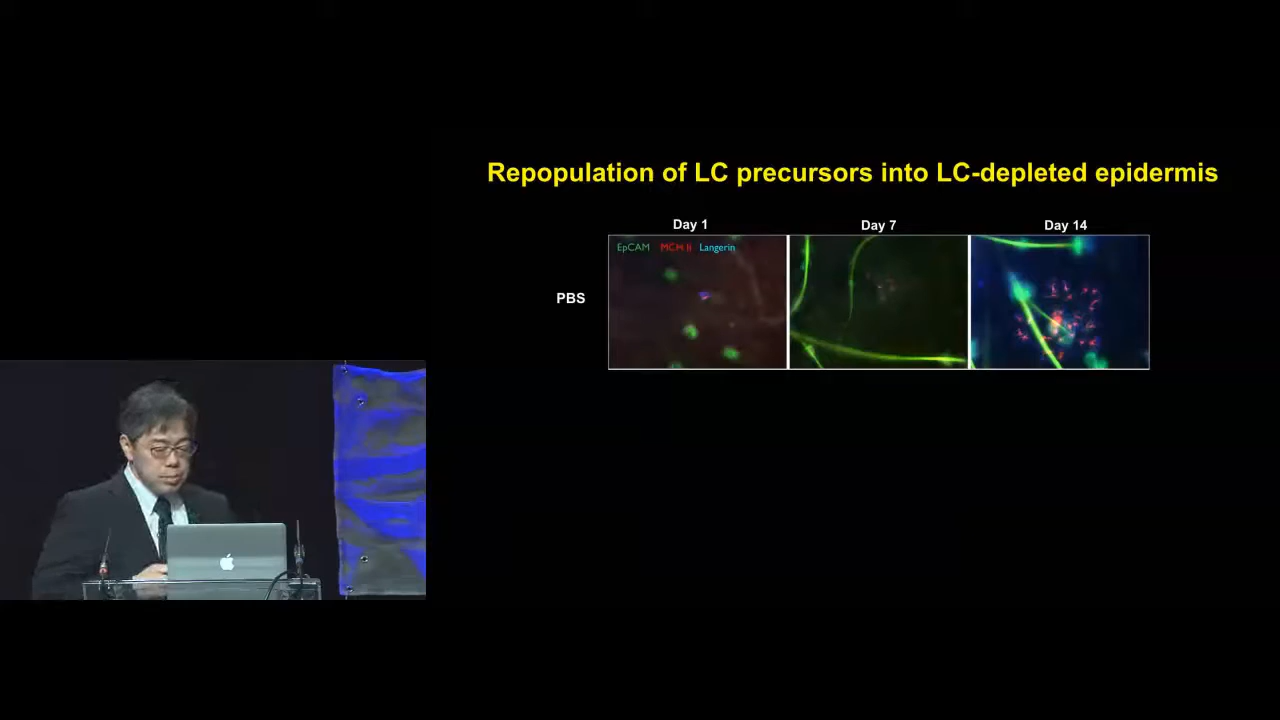 Repopulation of LC precursors into LC-depleted epidermis
Day 1 Day 7 Day 14
EpCAM MCH II Langerin
PBS